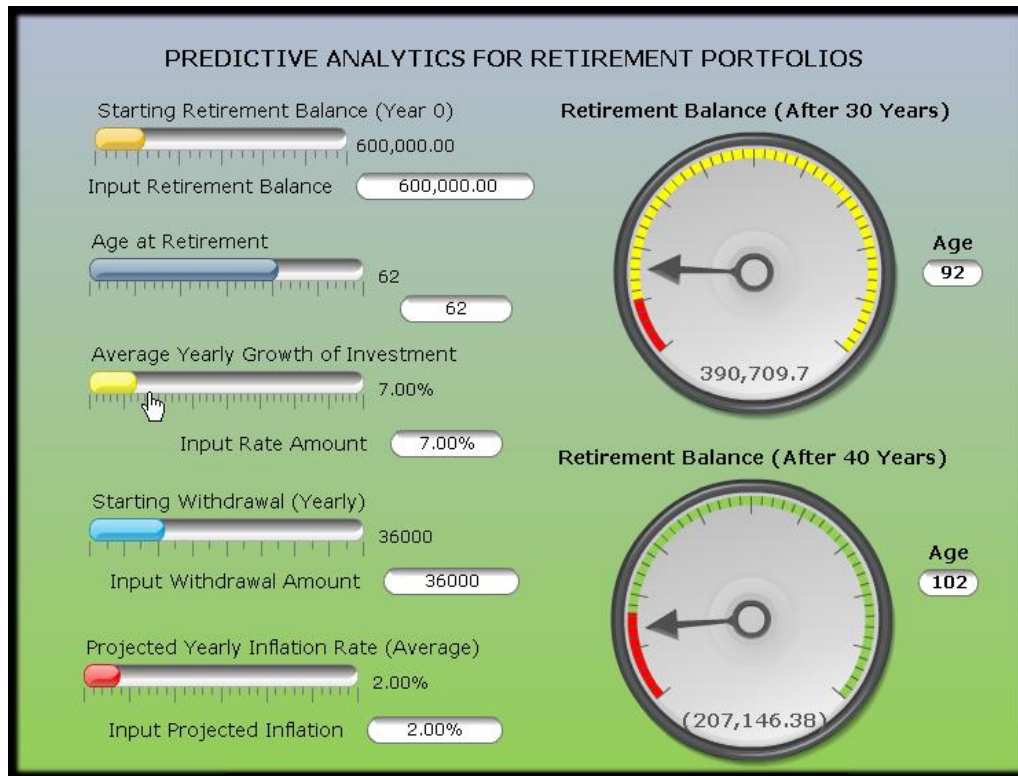 PREDICTIVE ANALYTICS FOR RETIREMENT PORTFOLIOS
Starting Retirement Balance (Year 0)
600,000.00
Input Retirement Balance 600,000.00
Age at Retirement
62
62
Average Yearly Growth of Investment
7.00%
Input Rate Amount 7.00%
Starting Withdrawal (Yearly)
36000
Input Withdrawal Amount 36000
Projected Yearly Inflation Rate (Average)
2.00%
Input Projected Inflation 2.00%
Retirement Balance (After 30 Years)
390,709.7
Age
92
Retirement Balance (After 40 Years)
(207,146.38)
Age
102